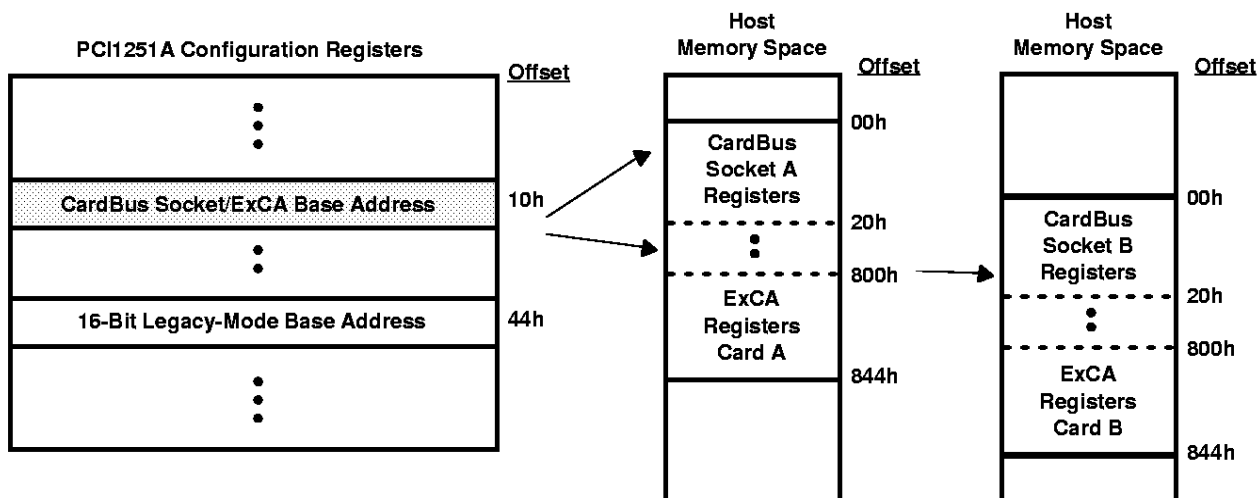 PCI1251A Configuration Registers
Offset
CardBus Socket/ExCA Base Address
10h
16-Bit Legacy-Mode Base Address
44h
Host
Memory Space
Offset
00h
CardBus
Socket A
Registers
20h
800h
ExCA
Registers
Card A
844h
Host
Memory Space
Offset
00h
CardBus
Socket B
Registers
20h
800h
ExCA
Registers
Card B
844h